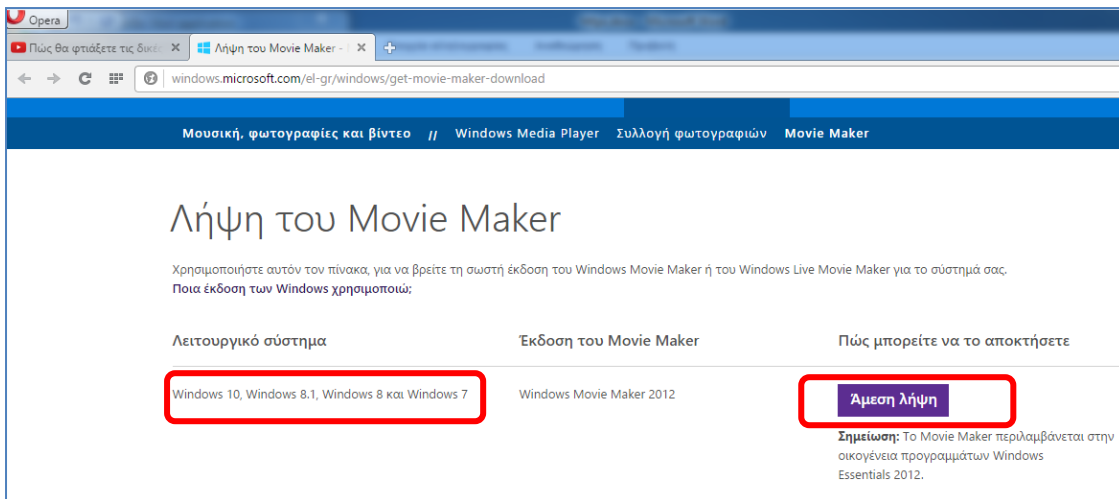 Opera
Πώς θα φτιάξετε τις δικέ
Λήψη του Movie Maker -
windows.microsoft.com/el-gr/windows/get-movie-maker-download
Μουσική, φωτογραφίες και βίντεο // Windows Media Player Συλλογή φωτογραφιών Movie Maker
Λήψη του Movie Maker
Χρησιμοποιήστε αυτόν τον πίνακα, για να βρείτε τη σωστή έκδοση του Windows Movie Maker ή του Windows Live Movie Maker για το σύστημά σας.
Ποια έκδοση των Windows χρησιμοποιώ;
Λειτουργικό σύστημα Έκδοση του Movie Maker Πώς μπορείτε να το αποκτήσετε
Windows 10, Windows 8.1, Windows 8 και Windows 7 Windows Movie Maker 2012 Άμεση λήψη
Σημείωση: Το Movie Maker περιλαμβάνεται στην
οικογένεια προγραμμάτων Windows
Essentials 2012.